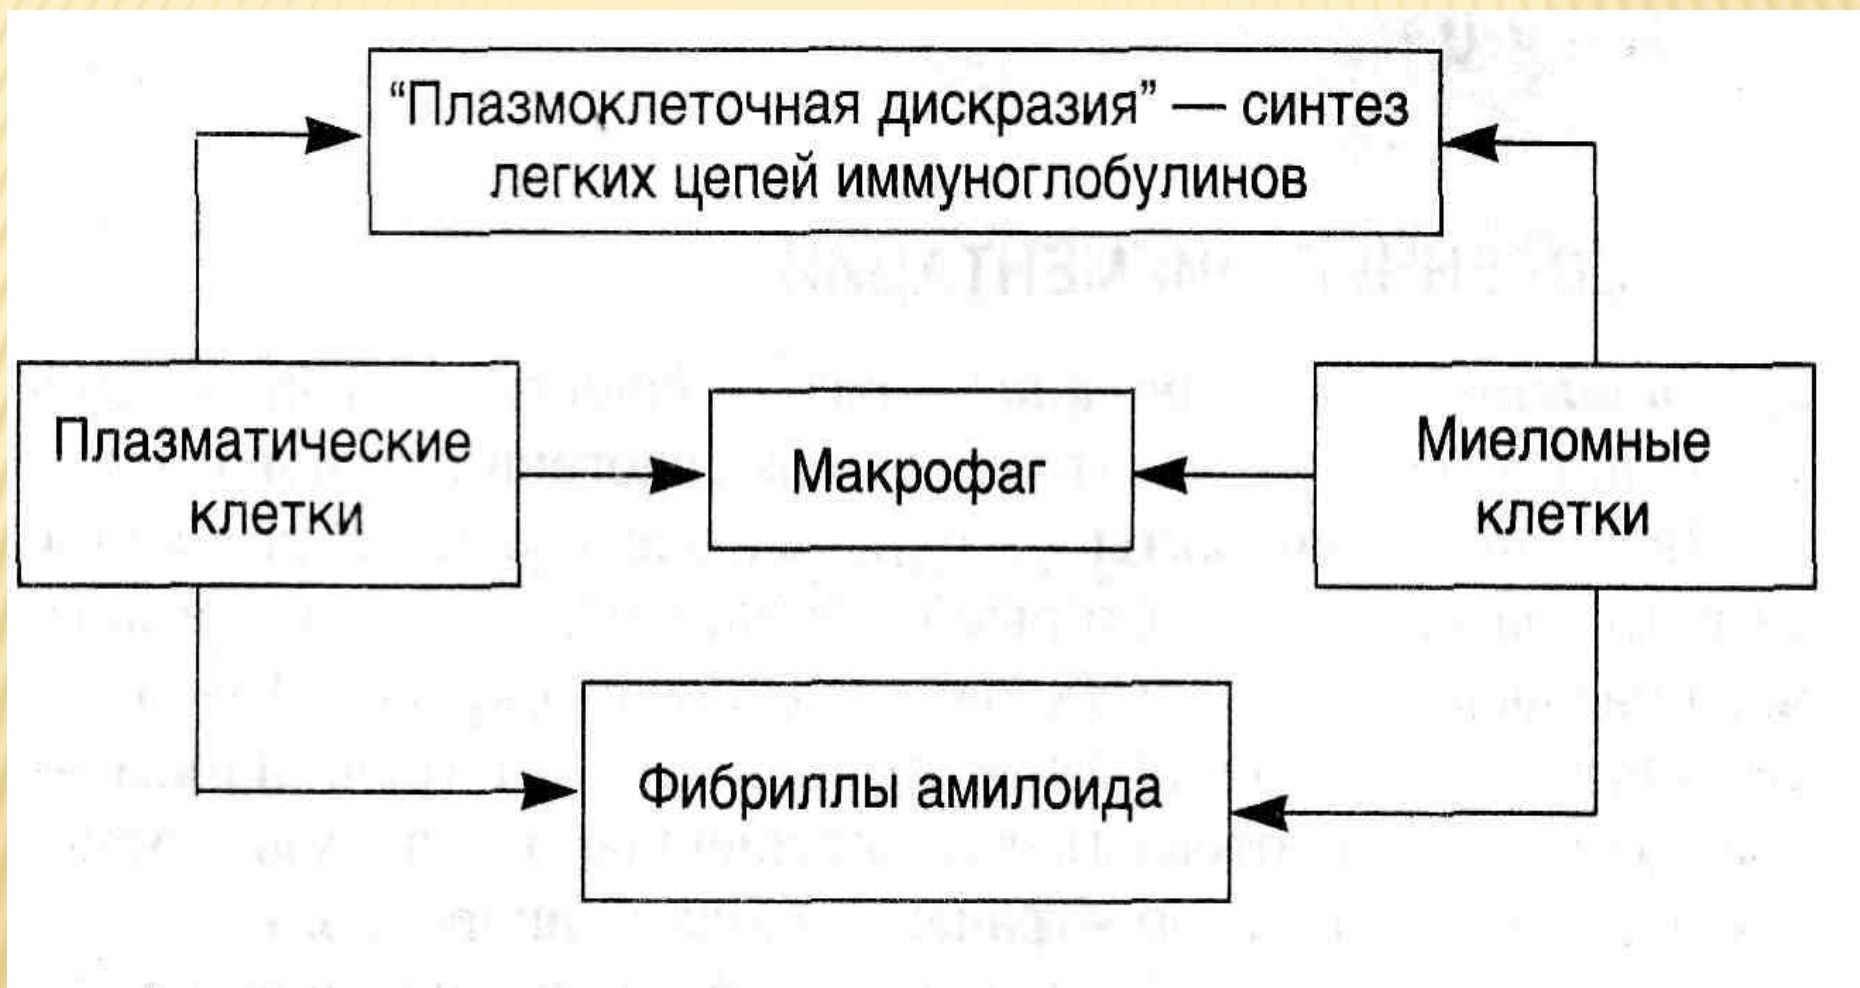 “Плазмоклеточная дискразия” — синтез
легких цепей иммуноглобулинов
Плазматические
клетки
Макрофаг
Миеломные
клетки
Фибриллы амилоида